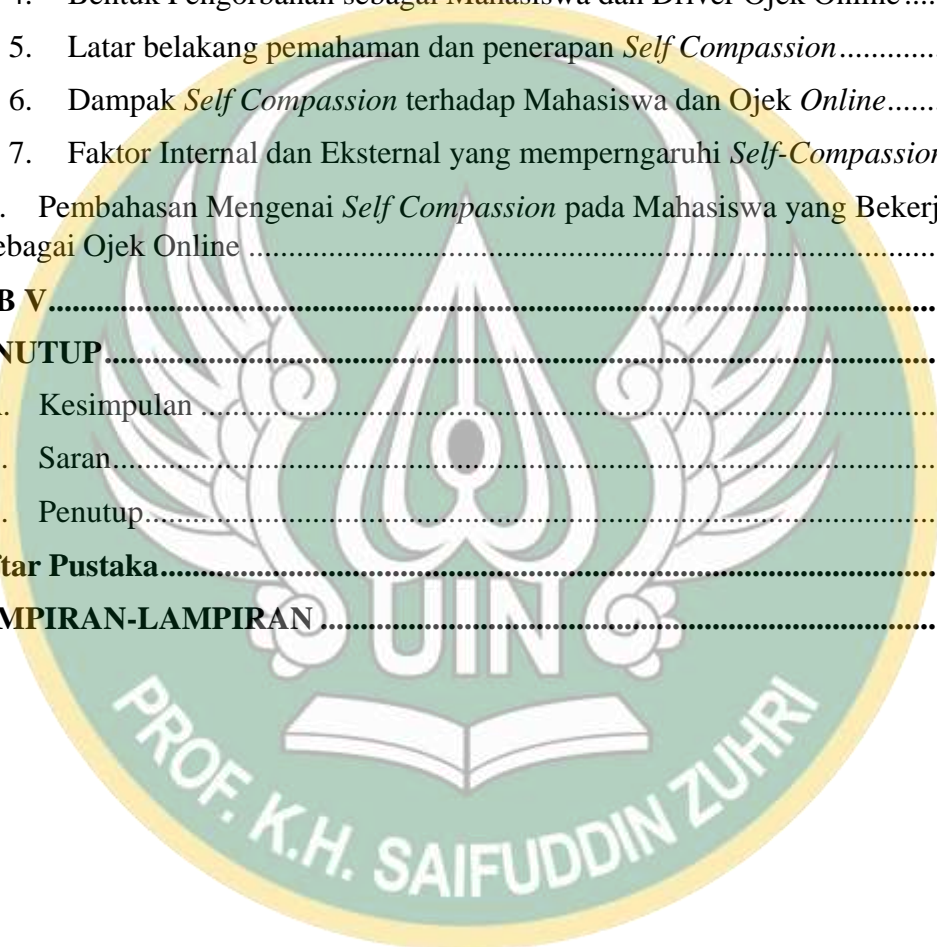 4. Bentuk Pengorbanan sebagai Mahasiswa dan Driver Ojek Online....
5. Latar belakang pemahaman dan penerapan Self Compassion..........
6. Dampak Self Compassion terhadap Mahasiswa dan Ojek Online.......
7. Faktor Internal dan Eksternal yang memperngaruhi Self-Compassion
. Pembahasan Mengenai Self Compassion pada Mahasiswa yang Bekerj
ebagai Ojek Online ..........
B V..........
NUTUP..........
. Kesimpulan ..........
. Saran..........
. Penutup..........
tar Pustaka..........
MPIRAN-LAMPIRAN ..........
UIN
PROF. K.H. SAIFUDDIN ZUHRI